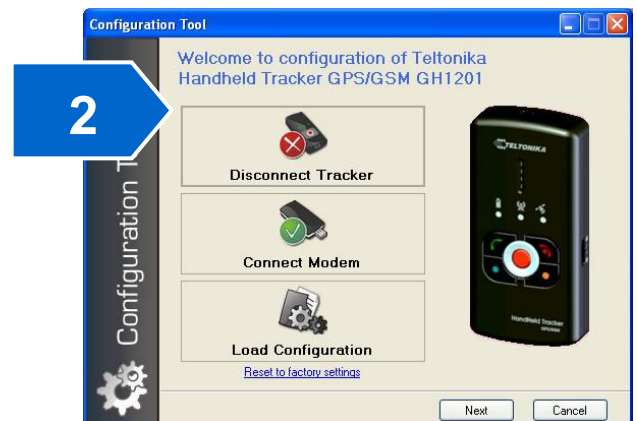 Configuration Tool
Welcome to configuration of Teltonika
Handheld Tracker GPS/GSM GH1201
2
Disconnect Tracker
Connect Modem
Load Configuration
Reset to factory settings
Configuration T
TELTONIKA
HandHeld Tracker
Next
Cancel